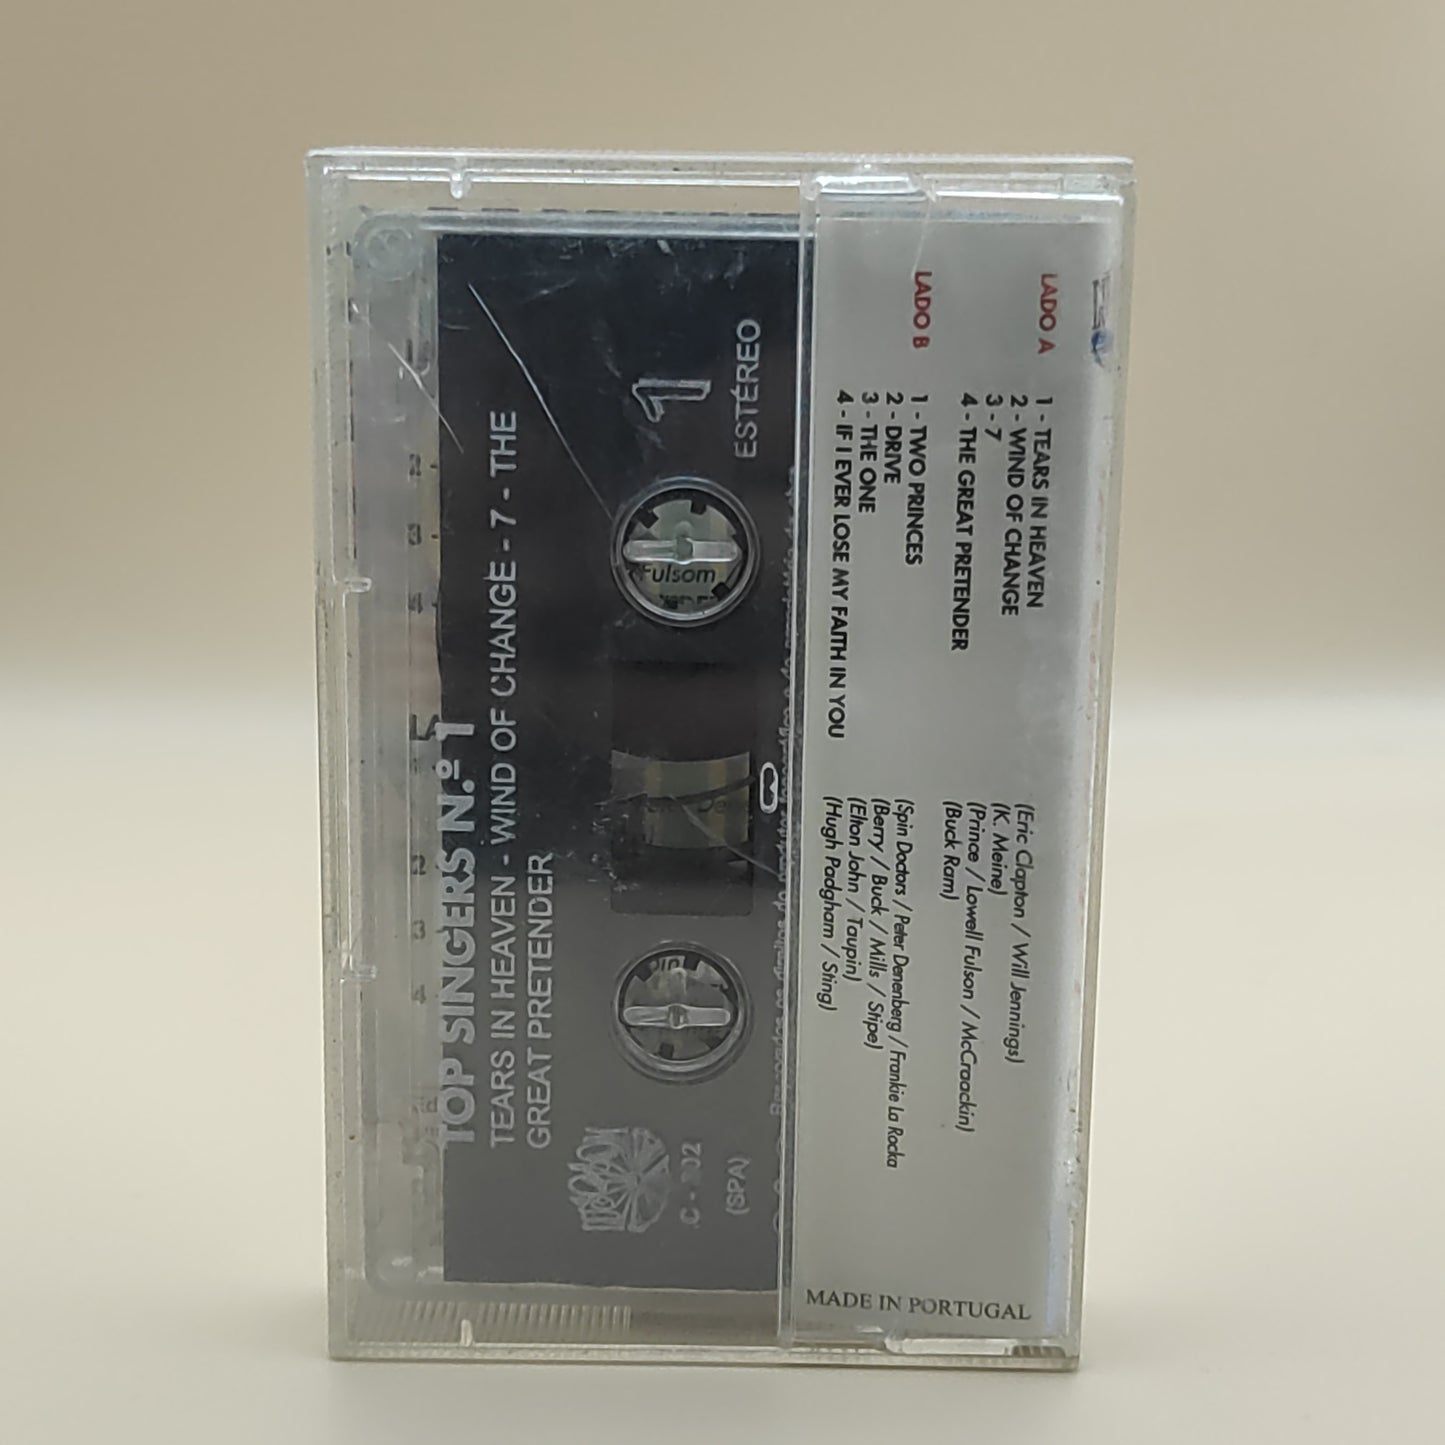 ESTÉREO
1
TOP SINGERS N.º 1
TEARS IN HEAVEN - WIND OF CHANGE - 7 - THE
GREAT PRETENDER
(SPA)
Fulsom
LADO A
1 - TEARS IN HEAVEN
(Eric Clapton / Will Jennings)
2 - WIND OF CHANGE
(K. Meine)
3 - 7
(Prince / Lowell Fulson / McCraackin)
4 - THE GREAT PRETENDER
(Buck Ram)
LADO B
1 - TWO PRINCES
(Spin Doctors / Peter Denenberg / Frankie La Rocka
2 - DRIVE
(Berry / Buck / Mills / Stipe)
3 - THE ONE
(Elton John / Taupin)
4 - IF I EVER LOSE MY FAITH IN YOU
(Hugh Padgham / Sting)
MADE IN PORTUGAL